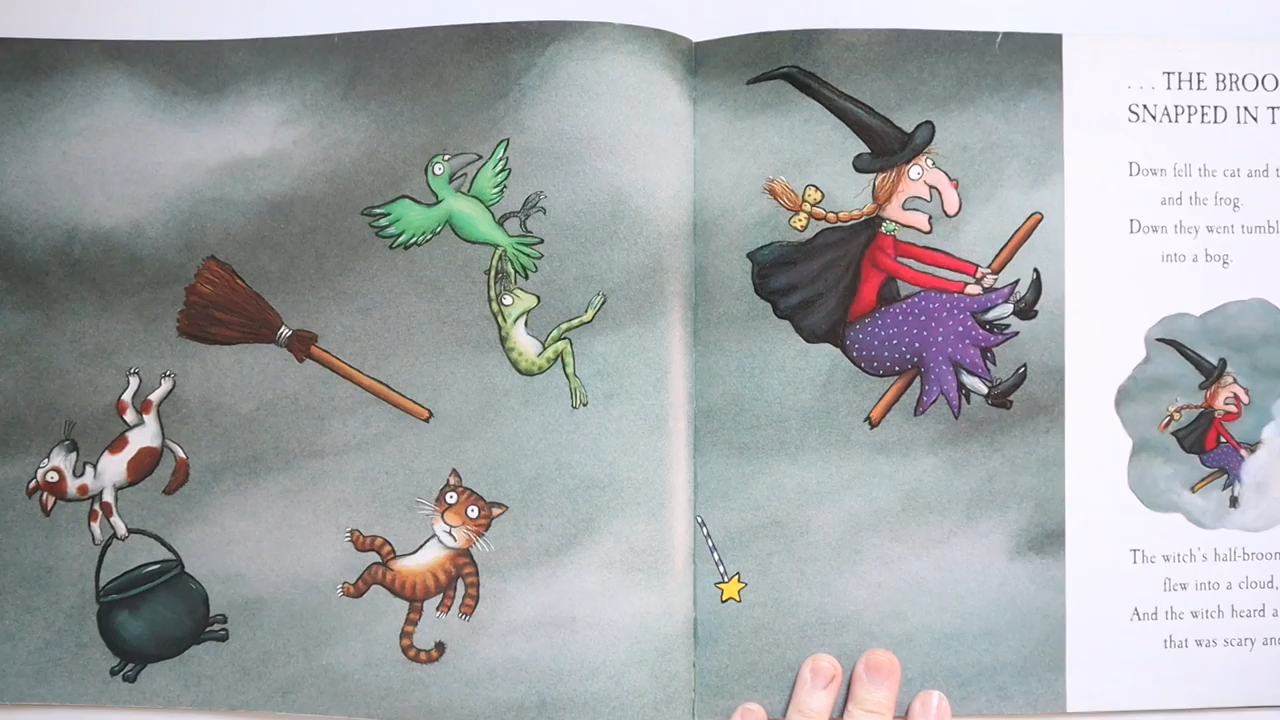 ... THE BROO
SNAPPED IN T
Down fell the cat and t
and the frog.
Down they went tumbl
into a bog.
The witch's half-broom
flew into a cloud,
And the witch heard a
that was scary and